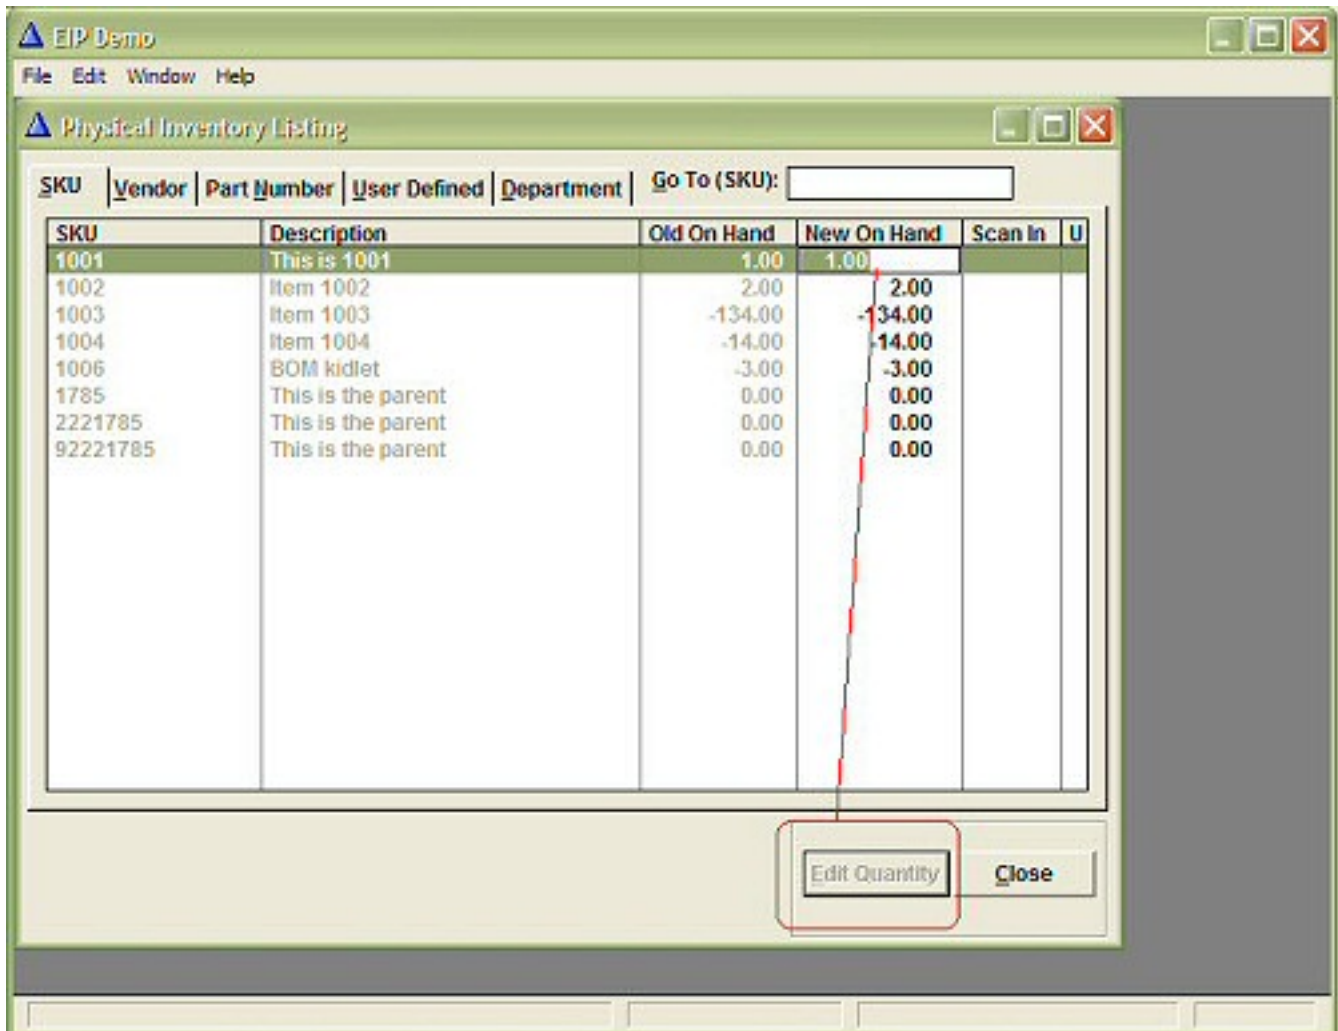 EIP Demo
File Edit Window Help
Physical Inventory Listing
SKU Vendor Part Number User Defined Department Go To (SKU):
SKU Description Old On Hand New On Hand Scan In U
1001 This is 1001 1.00 1.00
1002 Item 1002 2.00 2.00
1003 Item 1003 -134.00 -134.00
1004 Item 1004 -14.00 -14.00
1006 BOM kidlet -3.00 -3.00
1785 This is the parent 0.00 0.00
2221785 This is the parent 0.00 0.00
92221785 This is the parent 0.00 0.00
Edit Quantity Close